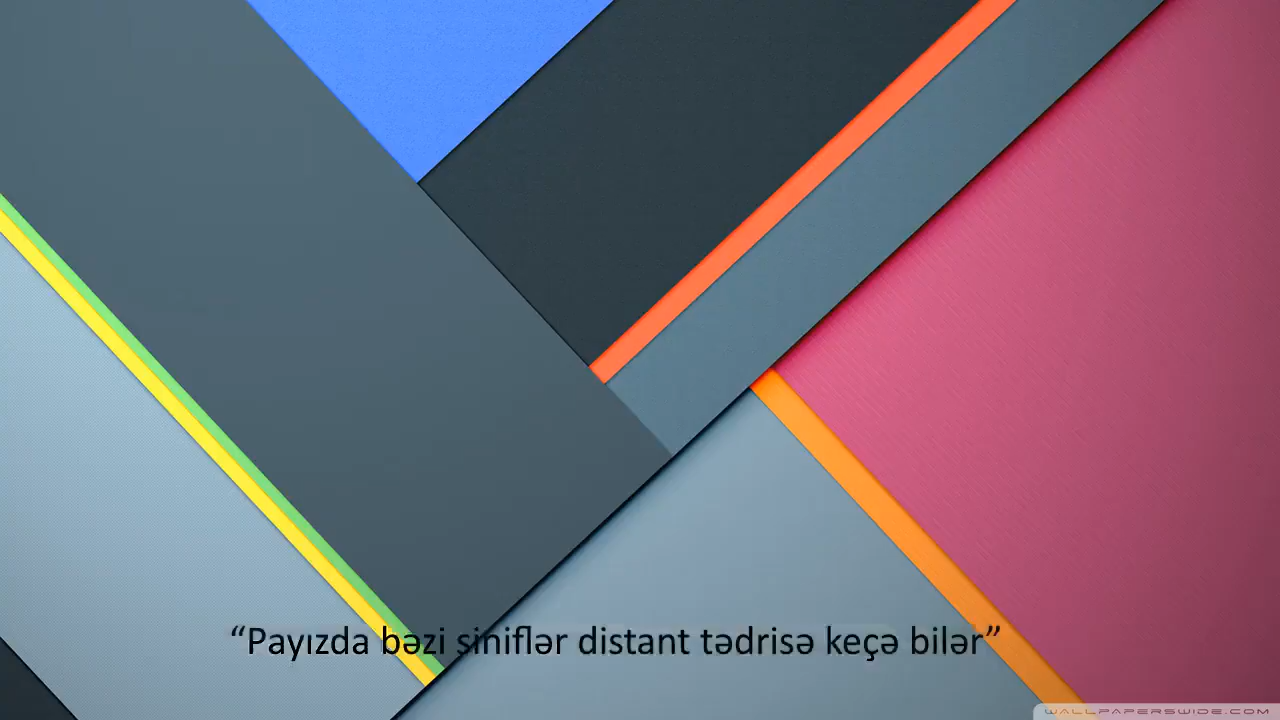 “Payızda bəzi siniflər distant tədrisə keçə bilər”
WALLPAPERSWIDE.COM